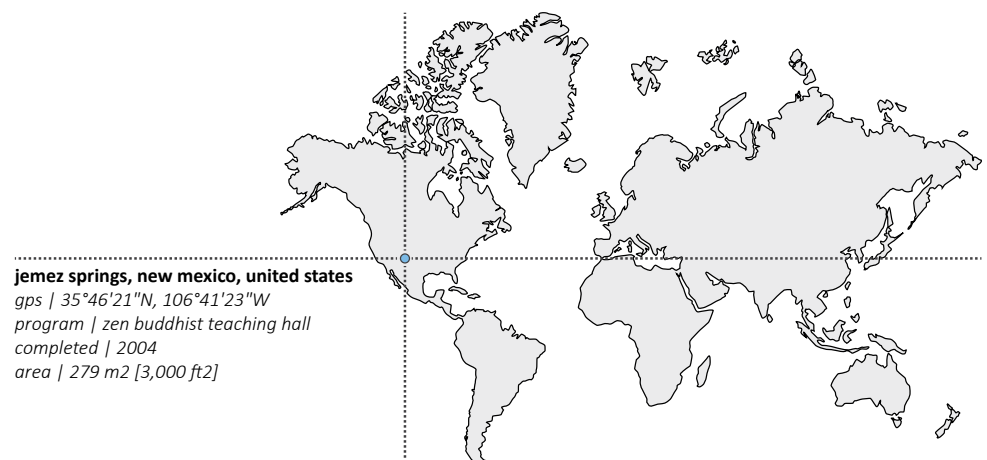 jemez springs, new mexico, united states
gps | 35°46'21"N, 106°41'23"W
program | zen buddhist teaching hall
completed | 2004
area | 279 m2 [3,000 ft2]